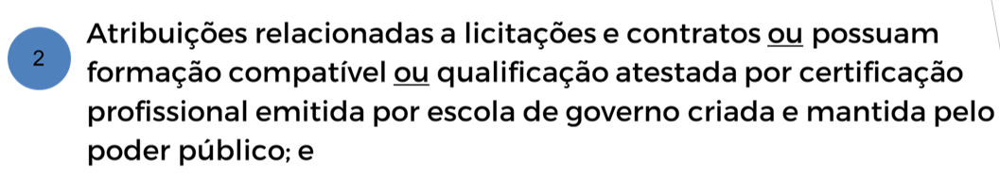 2
Atribuições relacionadas a licitações e contratos ou possuam
formação compatível ou qualificação atestada por certificação
profissional emitida por escola de governo criada e mantida pelo
poder público; e